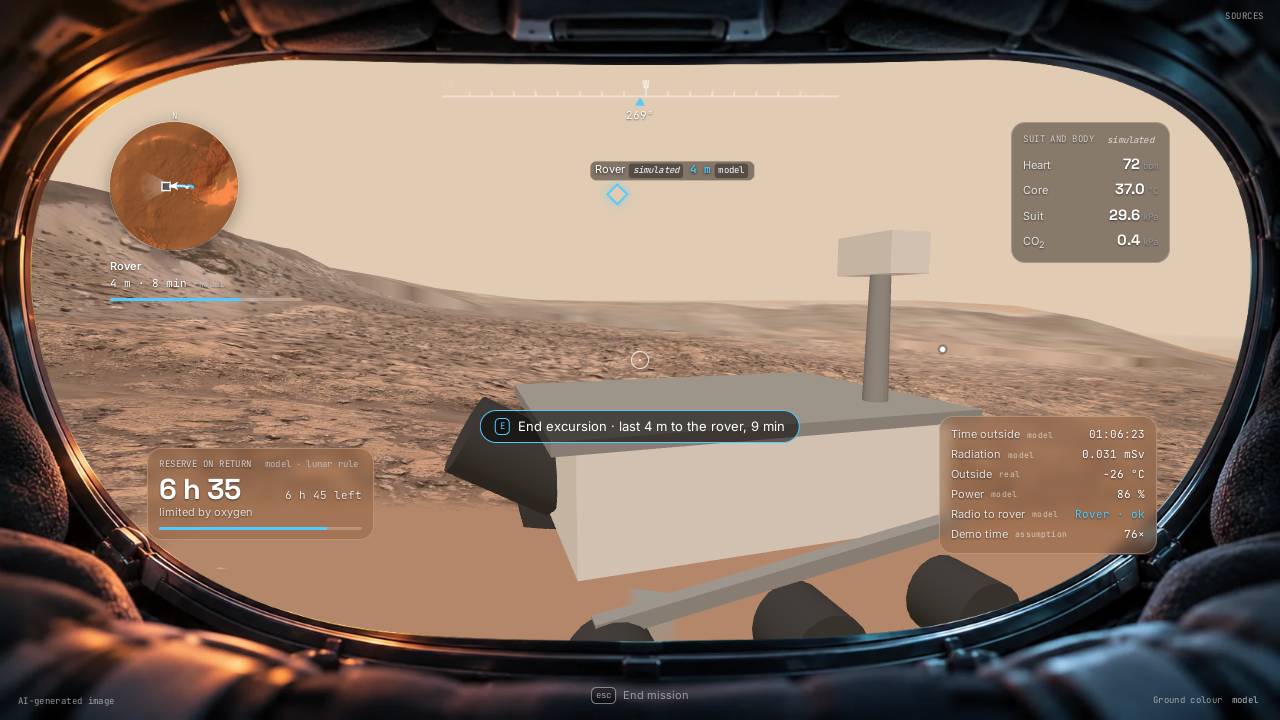 SOURCES
N
W
269°
Rover simulated 4 m model
SUIT AND BODY simulated
Heart 72 bpm
Core 37.0 °C
Suit 29.6 kPa
CO2 0.4 kPa
Rover
4 m · 8 min model
E End excursion · last 4 m to the rover, 9 min
RESERVE ON RETURN model · lunar rule
6 h 35 6 h 45 left
limited by oxygen
Time outside model 01:06:23
Radiation model 0.031 mSv
Outside real -26 °C
Power model 86 %
Radio to rover model Rover · ok
Demo time assumption 76×
AI-generated image
esc End mission
Ground colour model